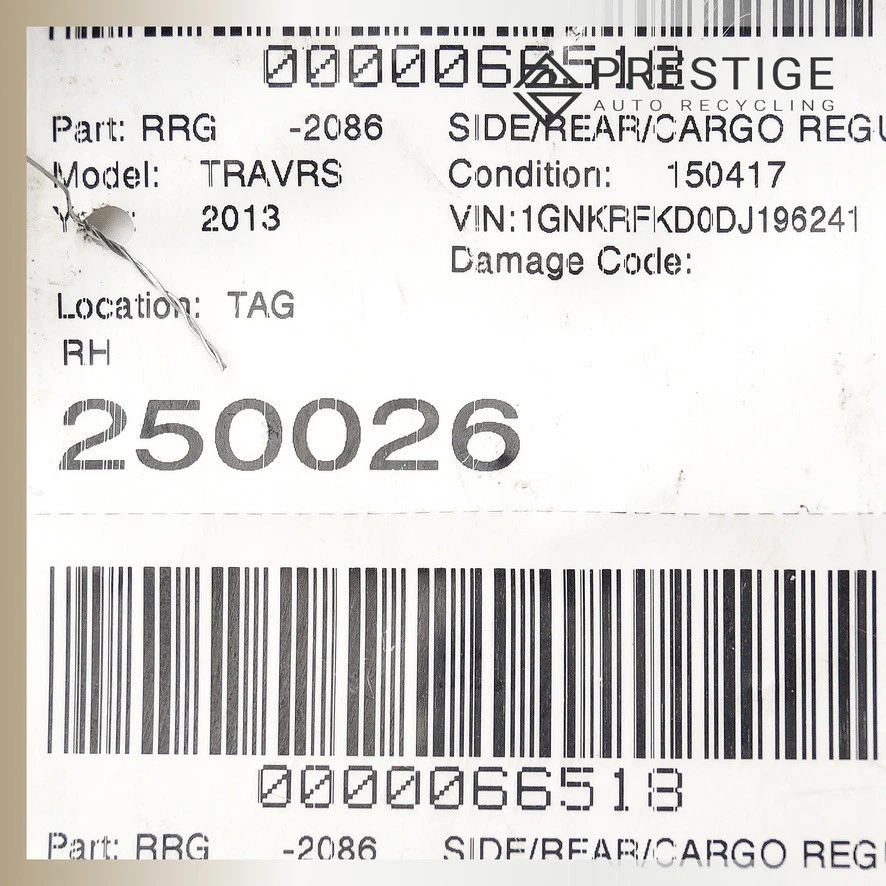 0000066518
PRESTIGE
AUTO RECYCLING
Part: RRG -2086 SIDE/REAR/CARGO REGU
Model: TRAVRS Condition: 150417
2013 VIN:1GNKRFKD0DJ196241
Damage Code:
Location: TAG
RH
250026
0000066518
Part: RRG -2086 SIDE/REAR/CARGO REG